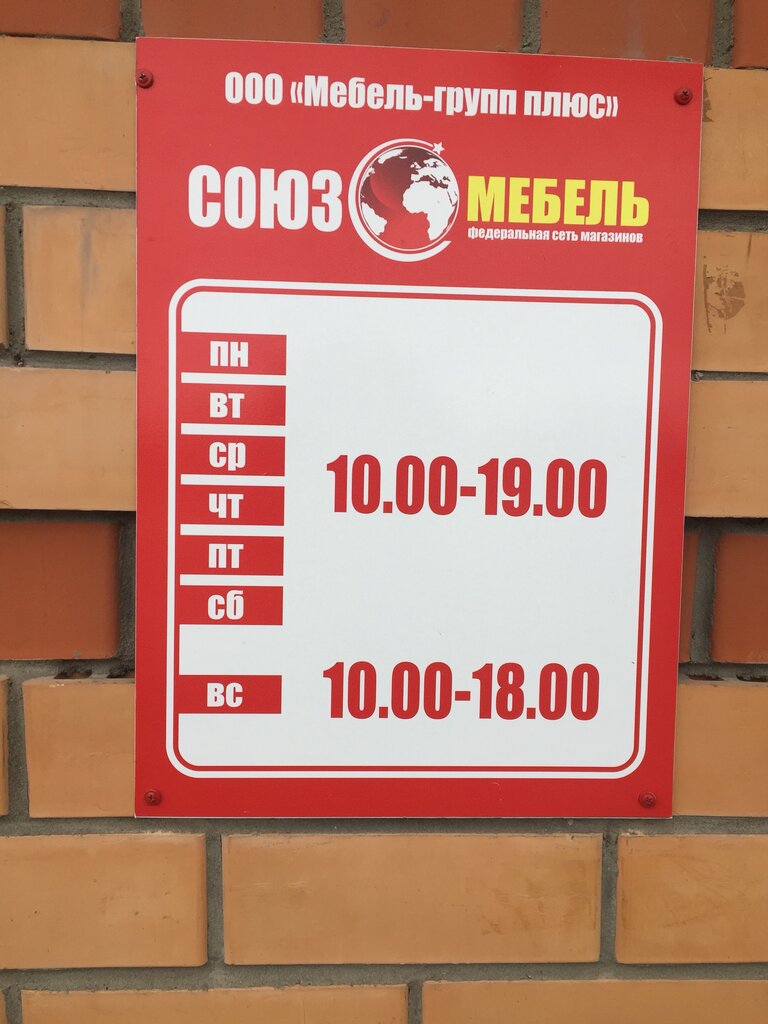 ООО «Мебель-групп плюс»
СОЮЗ МЕБЕЛЬ
федеральная сеть магазинов
пн
вт
ср
чт
пт
сб
10.00-19.00
вс
10.00-18.00